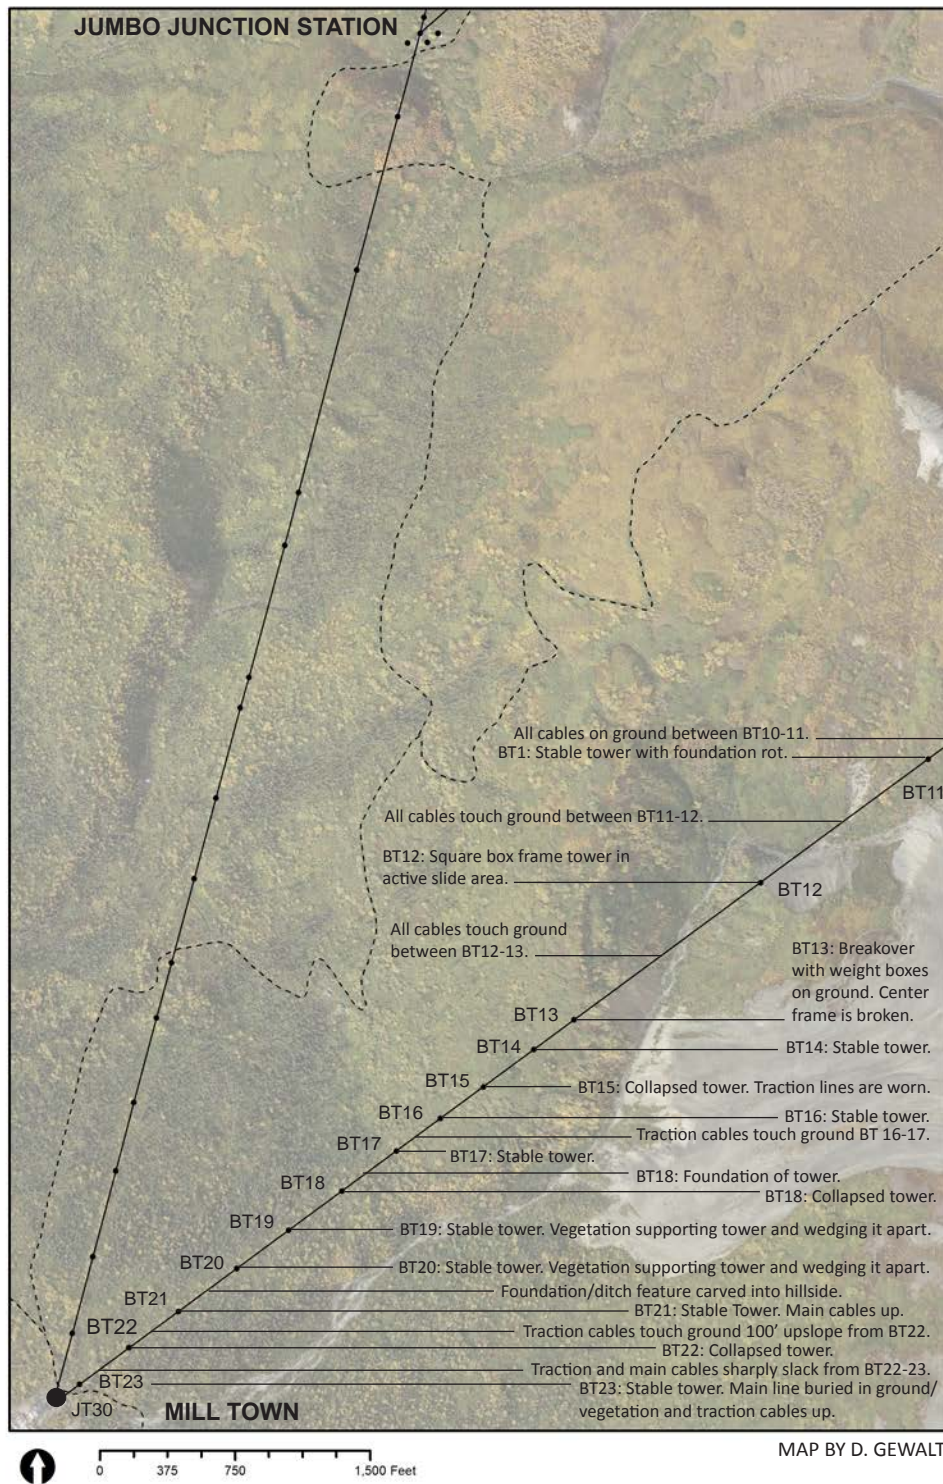 JUMBO JUNCTION STATION
All cables on ground between BT10-11.
BT1: Stable tower with foundation rot.
BT11
All cables touch ground between BT11-12.
BT12: Square box frame tower in
active slide area.
BT12
All cables touch ground
between BT12-13.
BT13: Breakover
with weight boxes
on ground. Center
frame is broken.
BT13
BT14
BT14: Stable tower.
BT15
BT15: Collapsed tower. Traction lines are worn.
BT16
BT16: Stable tower.
Traction cables touch ground BT 16-17.
BT17
BT17: Stable tower.
BT18: Foundation of tower.
BT18
BT18: Collapsed tower.
BT19
BT19: Stable tower. Vegetation supporting tower and wedging it apart.
BT20
BT20: Stable tower. Vegetation supporting tower and wedging it apart.
Foundation/ditch feature carved into hillside.
BT21
BT21: Stable Tower. Main cables up.
BT22
Traction cables touch ground 100’ upslope from BT22.
BT22: Collapsed tower.
Traction and main cables sharply slack from BT22-23.
BT23
BT23: Stable tower. Main line buried in ground/
vegetation and traction cables up.
JT30
MILL TOWN
MAP BY D. GEWALT
0 375 750 1,500 Feet